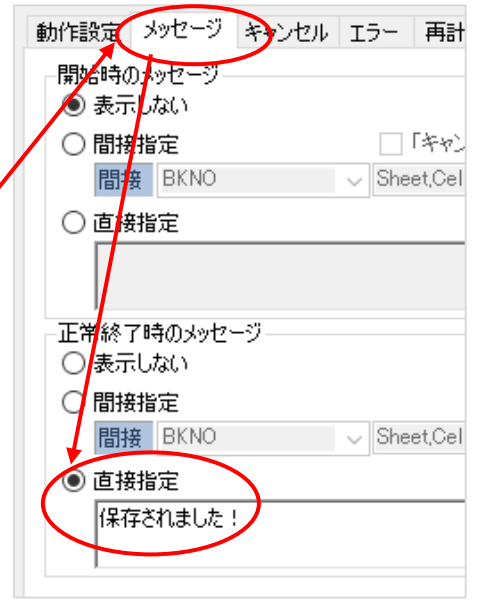 動作設定 メッセージ キャンセル エラー 再計
開始時のメッセージ
表示しない
間接指定 「キャン
間接 BKNO Sheet,Cel
直接指定
正常終了時のメッセージ
表示しない
間接指定
間接 BKNO Sheet,Cel
直接指定
保存されました！